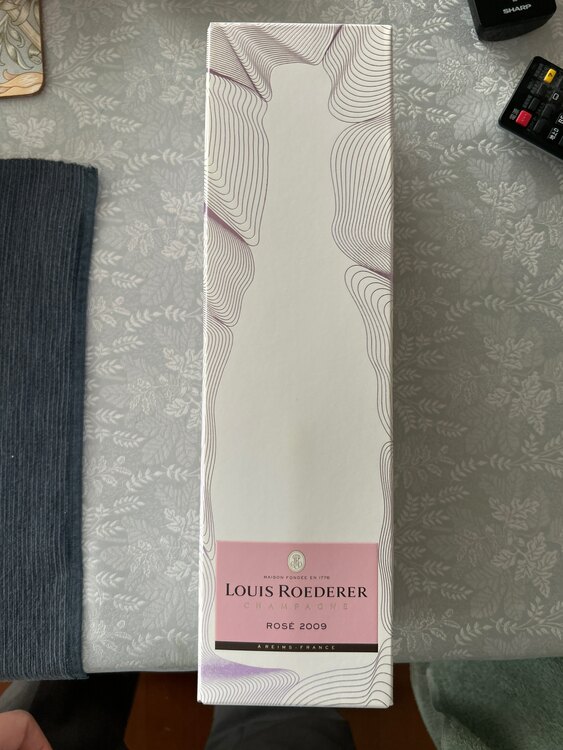 SHARP
MAISON FONDÉE EN 1776
LOUIS ROEDERER
CHAMPAGNE
ROSÉ 2009
À REIMS-FRANCE